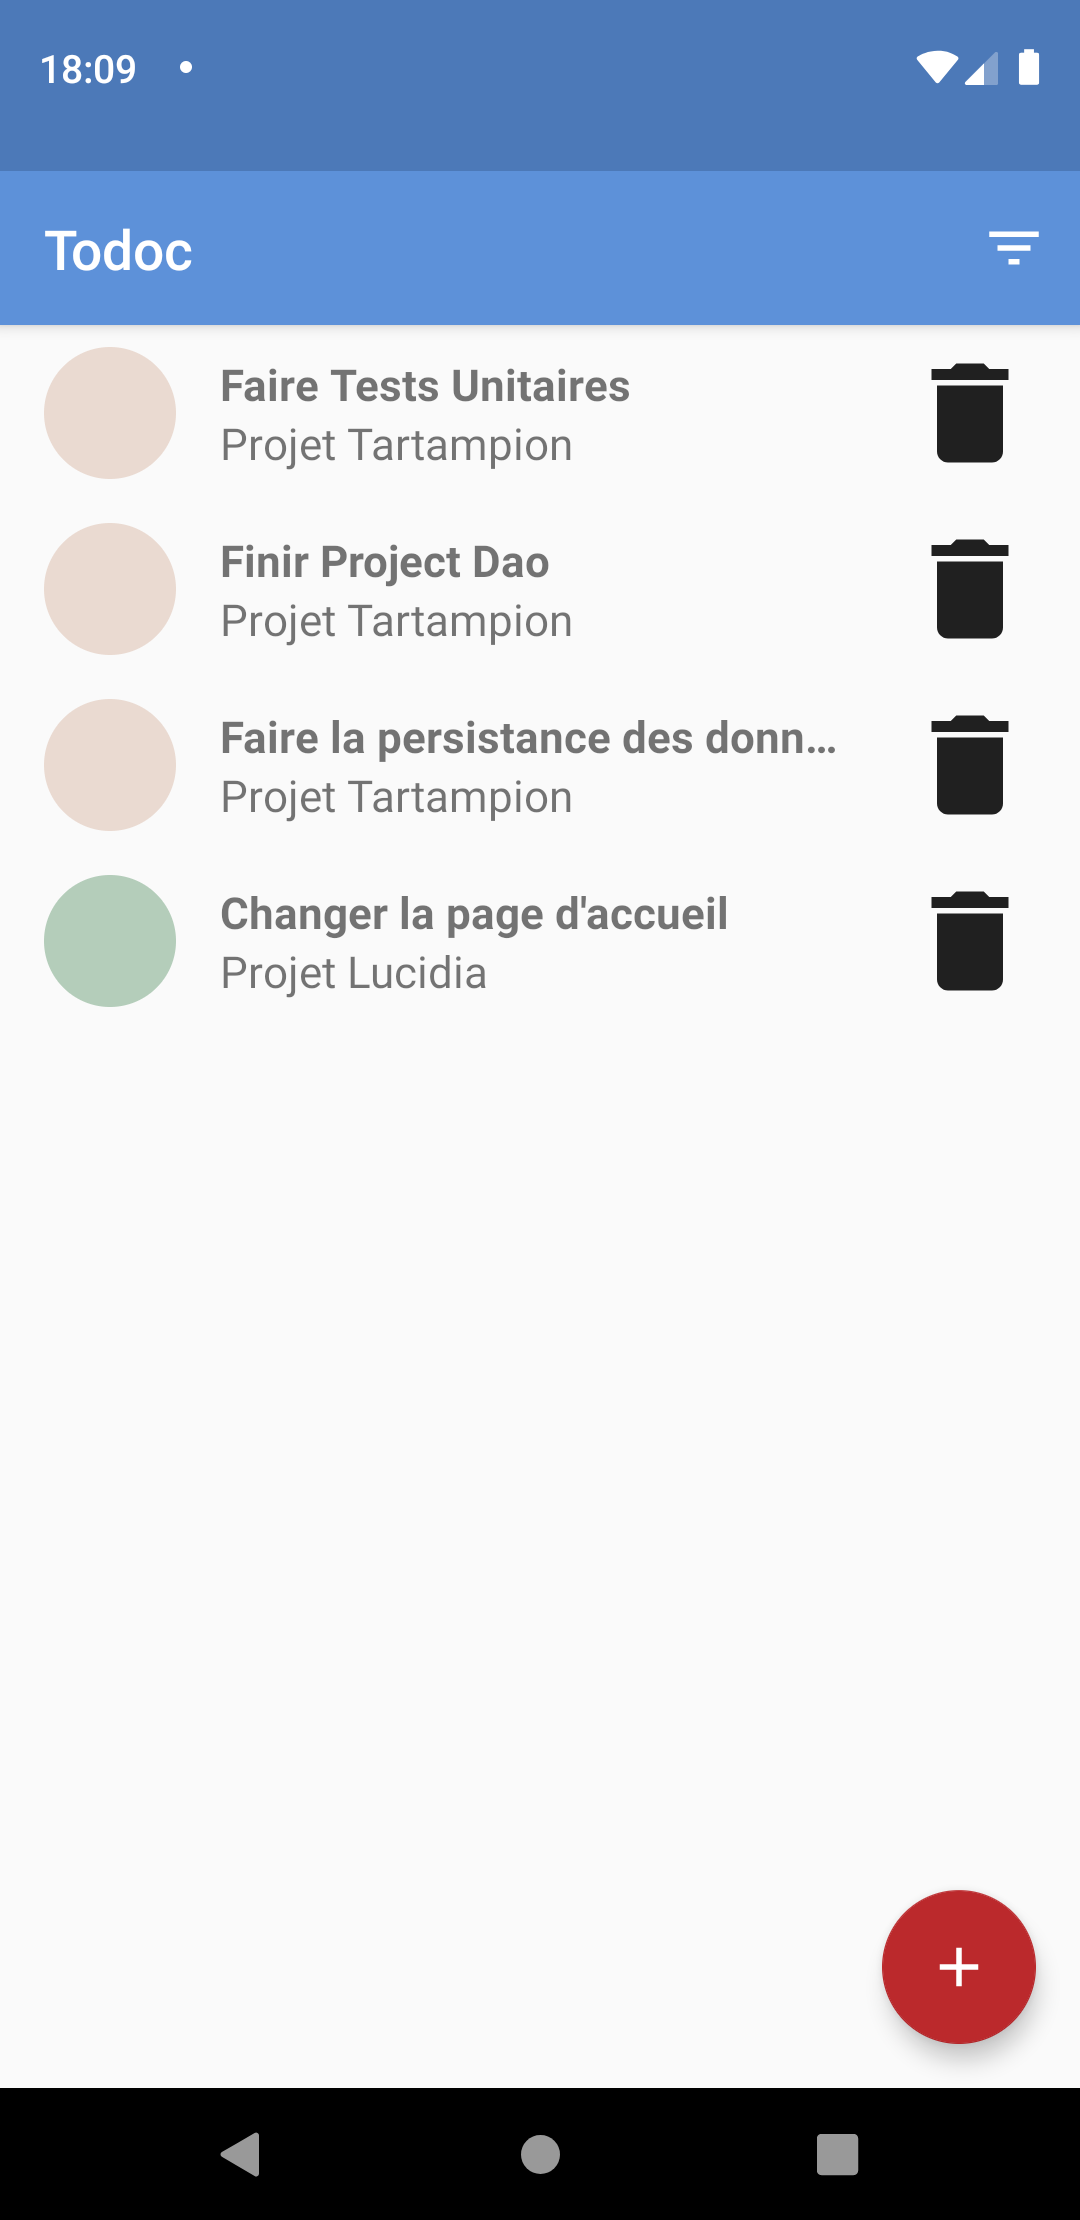 18:09
Todoc
Faire Tests Unitaires
Projet Tartampion
Finir Project Dao
Projet Tartampion
Faire la persistance des donn...
Projet Tartampion
Changer la page d'accueil
Projet Lucidia